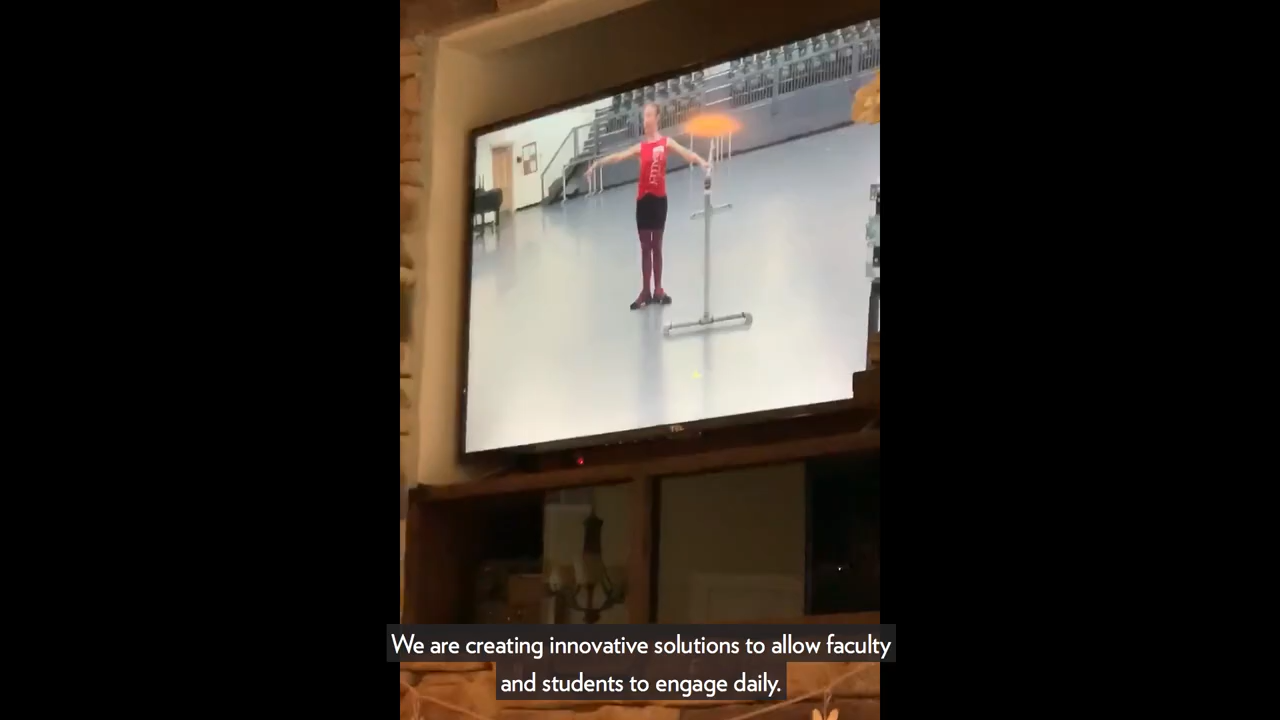 We are creating innovative solutions to allow faculty
and students to engage daily.